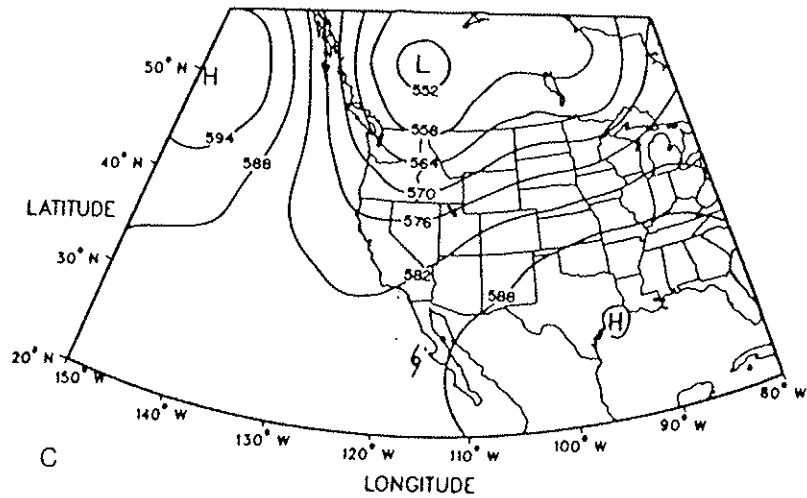 50° N H
L
552
594
588
558
564
40° N
570
LATITUDE
576
30° N
582
588
H
20° N
150° W
140° W
130° W
120° W
110° W
100° W
90° W
80° W
C
LONGITUDE